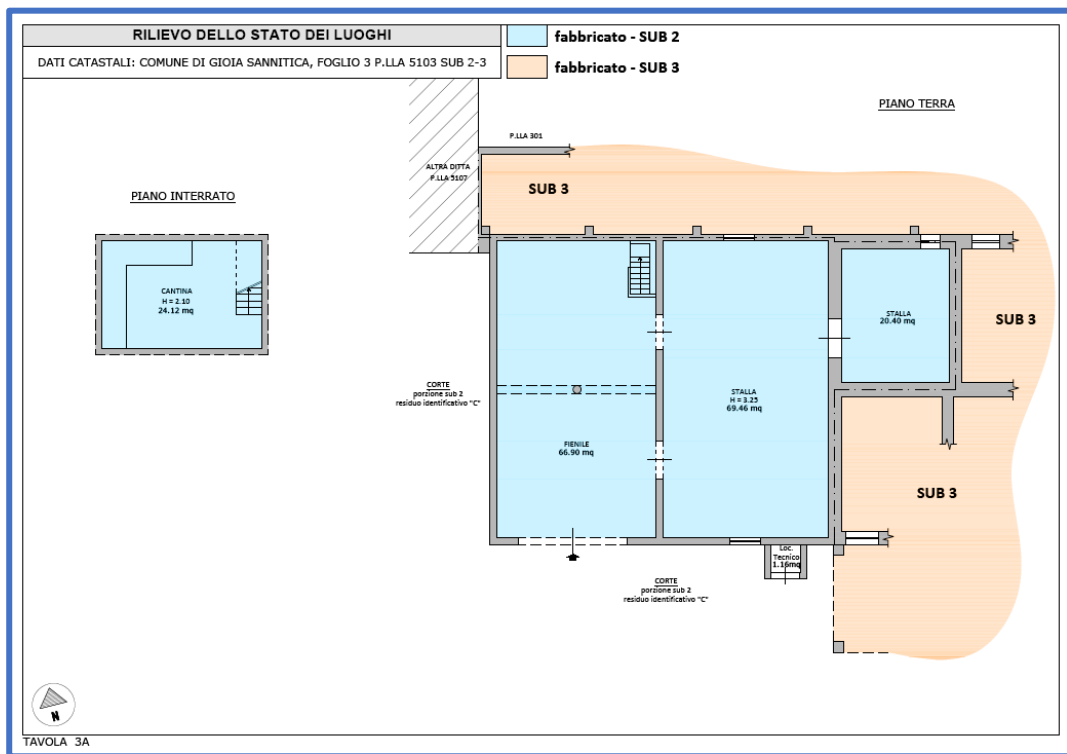 RILIEVO DELLO STATO DEI LUOGHI
DATI CATASTALI: COMUNE DI GIOIA SANNITICA, FOGLIO 3 P.LLA 5103 SUB 2-3
fabbricato - SUB 2
fabbricato - SUB 3
PIANO TERRA
P.LLA 301
ALTRA DITTA
P.LLA 5107
SUB 3
PIANO INTERRATO
CANTINA
H = 2.10
24.12 mq
STALLA
20.40 mq
SUB 3
CORTE
porzione sub 2
residuo identificativo "C"
STALLA
H = 3.25
69.46 mq
FIENILE
66.90 mq
SUB 3
Loc.
Tecnico
1.16mq
CORTE
porzione sub 2
residuo identificativo "C"
N
TAVOLA 3A